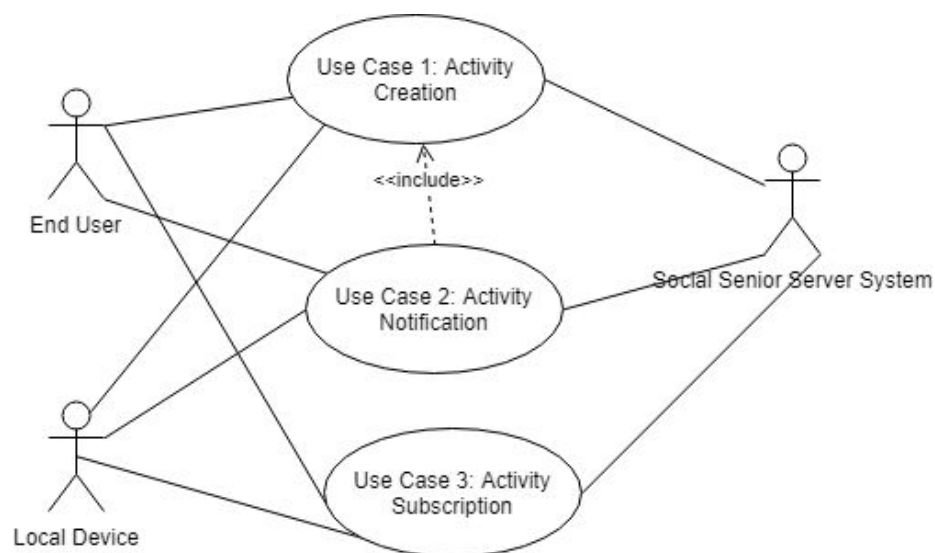 Use Case 1: Activity
Creation
<<include>>
End User
Use Case 2: Activity
Notification
Social Senior Server System
Use Case 3: Activity
Subscription
Local Device